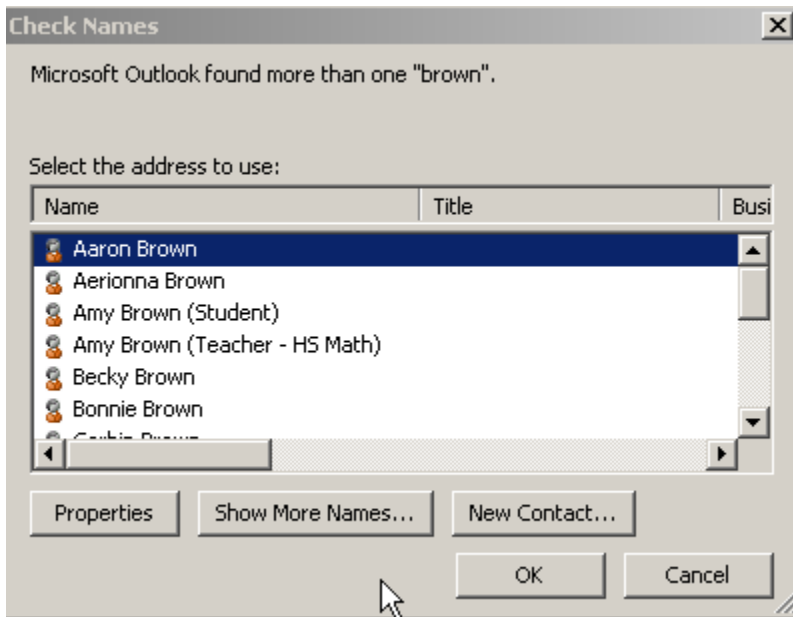 Check Names
Microsoft Outlook found more than one "brown".
Select the address to use:
Name Title Busi
Aaron Brown
Aerionna Brown
Amy Brown (Student)
Amy Brown (Teacher - HS Math)
Becky Brown
Bonnie Brown
Properties Show More Names... New Contact...
OK Cancel